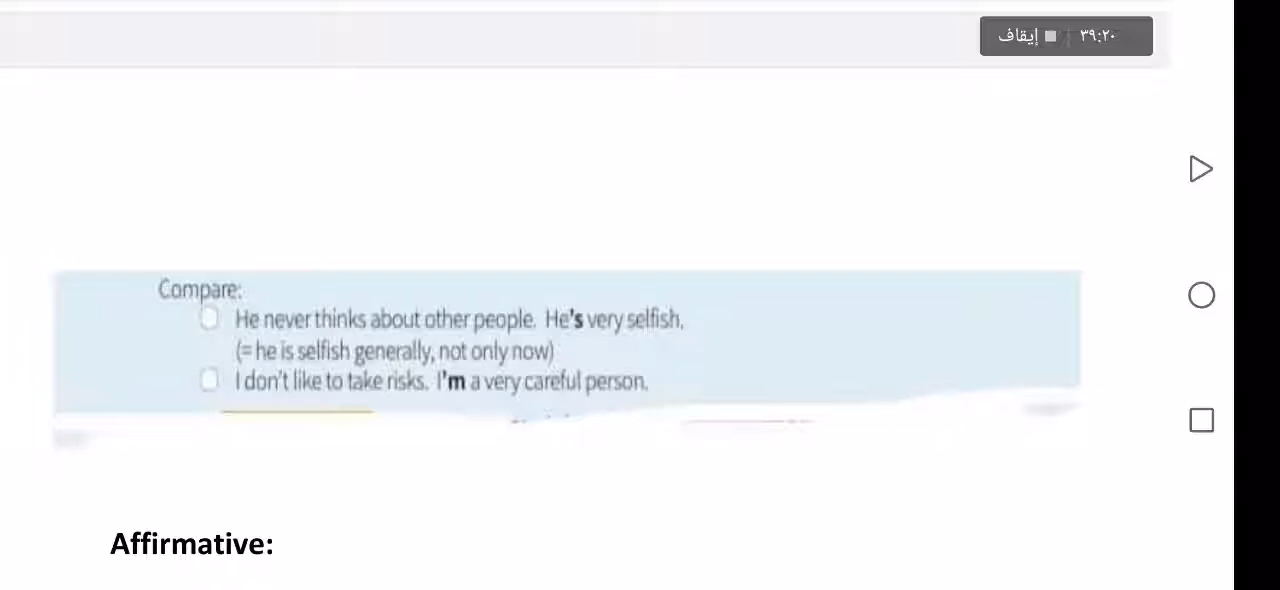 إيقاف ٣٩:٢٠
Compare:
He never thinks about other people. He's very selfish.
(= he is selfish generally, not only now)
I don't like to take risks. I'm a very careful person.
Affirmative: